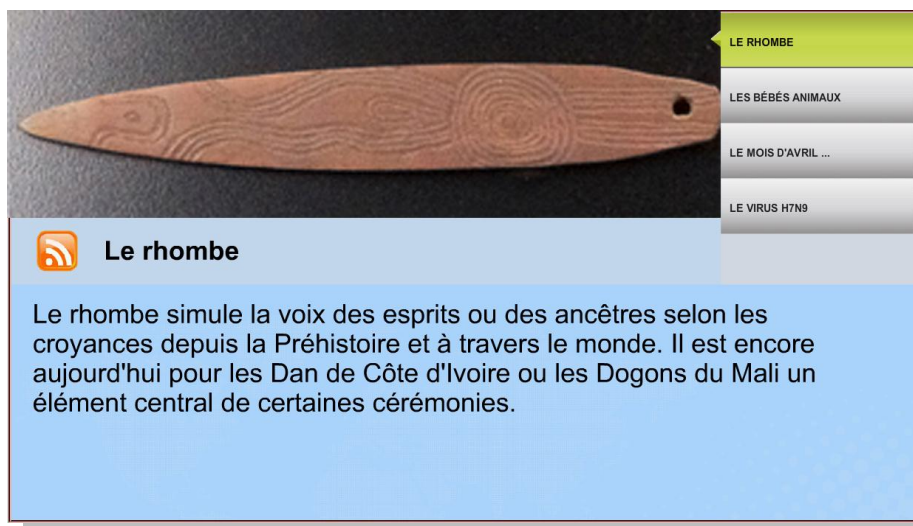 LE RHOMBE
LES BÉBÉS ANIMAUX
LE MOIS D'AVRIL ...
LE VIRUS H7N9
Le rhombe
Le rhombe simule la voix des esprits ou des ancêtres selon les
croyances depuis la Préhistoire et à travers le monde. Il est encore
aujourd'hui pour les Dan de Côte d'Ivoire ou les Dogons du Mali un
élément central de certaines cérémonies.